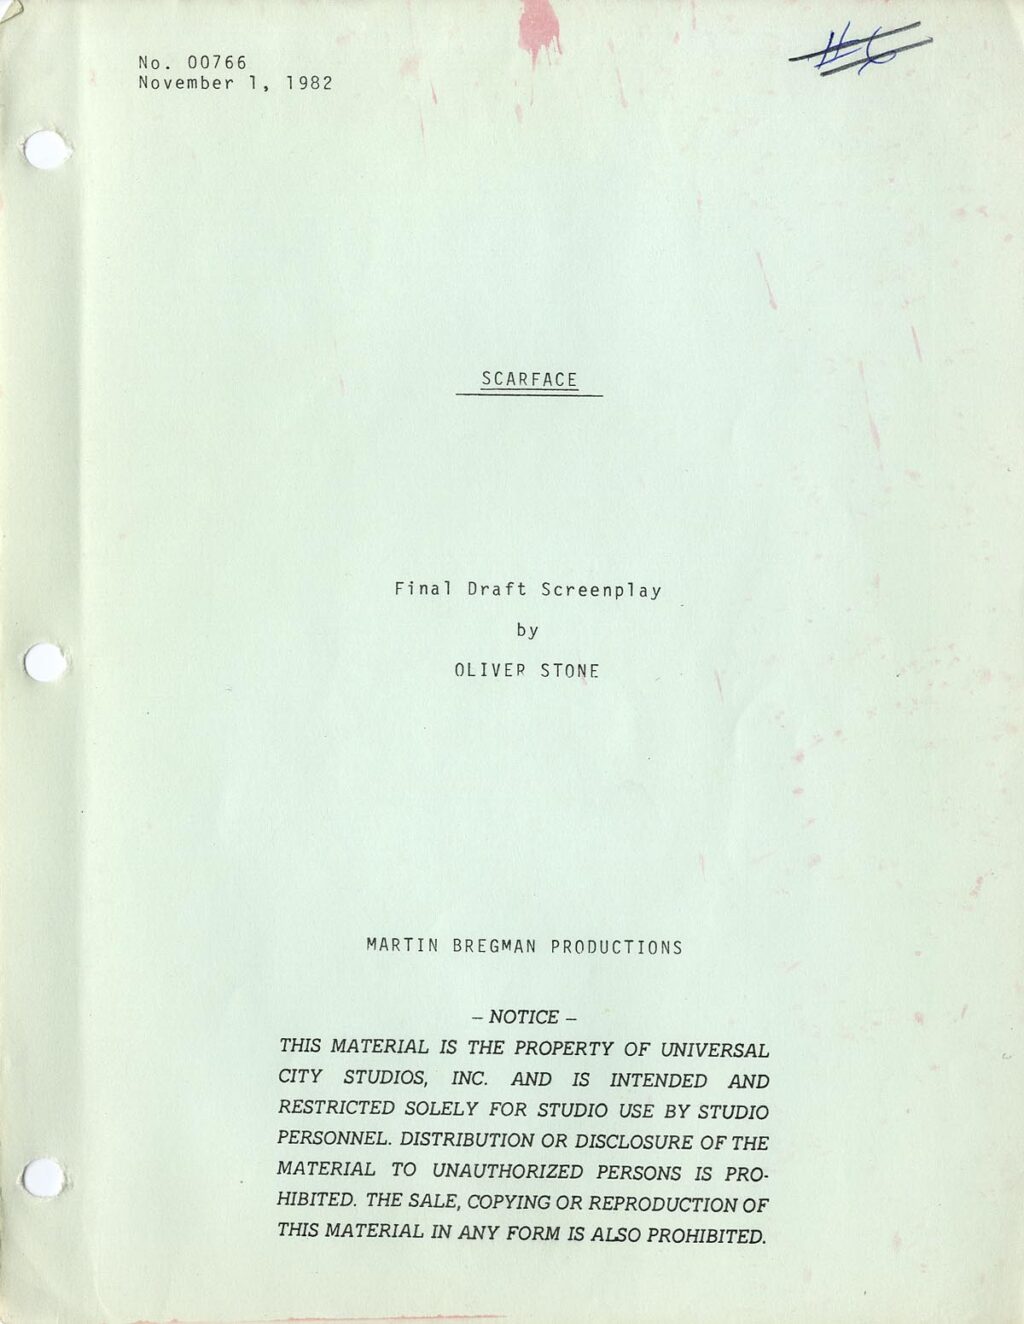 No. 00766
November 1, 1982
#6
SCARFACE
Final Draft Screenplay
by
OLIVER STONE
MARTIN BREGMAN PRODUCTIONS
– NOTICE –
THIS MATERIAL IS THE PROPERTY OF UNIVERSAL
CITY STUDIOS, INC. AND IS INTENDED AND
RESTRICTED SOLELY FOR STUDIO USE BY STUDIO
PERSONNEL. DISTRIBUTION OR DISCLOSURE OF THE
MATERIAL TO UNAUTHORIZED PERSONS IS PRO-
HIBITED. THE SALE, COPYING OR REPRODUCTION OF
THIS MATERIAL IN ANY FORM IS ALSO PROHIBITED.